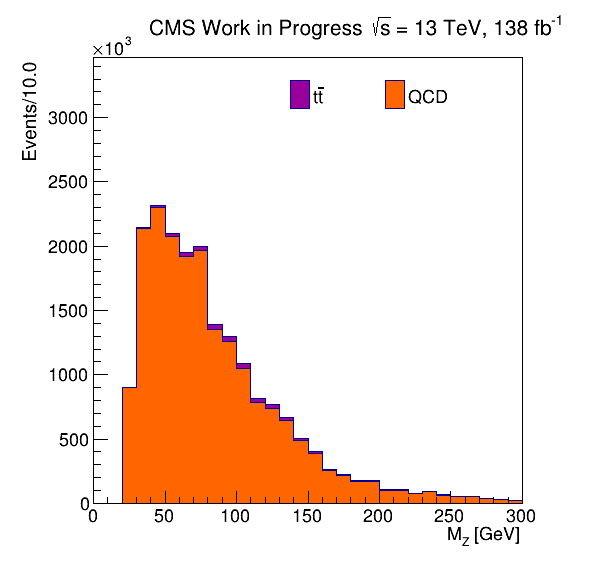 CMS Work in Progress √s = 13 TeV, 138 fb⁻¹
×10³
Events/10.0
tt̅
QCD
3000
2500
2000
1500
1000
500
0
0 50 100 150 200 250 300
M_Z [GeV]